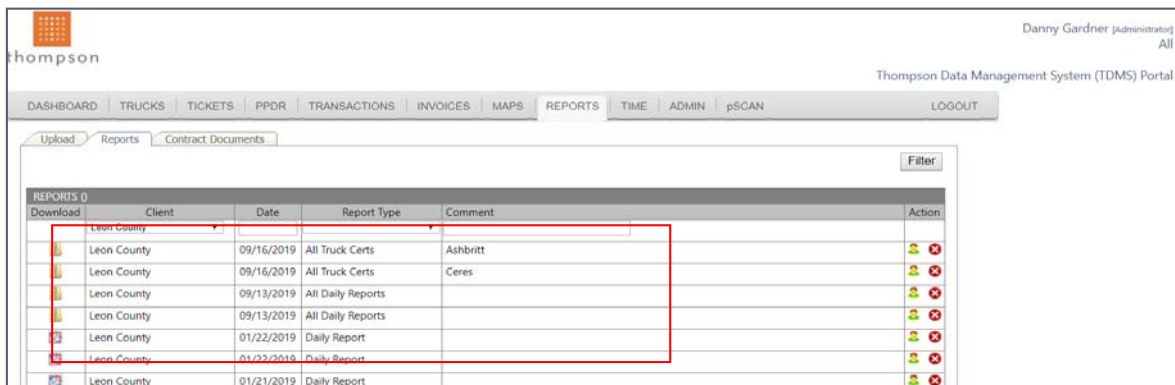 thompson
Danny Gardner [Administrator]
All
Thompson Data Management System (TDMS) Portal
DASHBOARD TRUCKS TICKETS PPDR TRANSACTIONS INVOICES MAPS REPORTS TIME ADMIN pSCAN LOGOUT
Upload Reports Contract Documents
Filter
REPORTS ()
Download Client Date Report Type Comment Action
Leon County
Leon County 09/16/2019 All Truck Certs Ashbritt
Leon County 09/16/2019 All Truck Certs Ceres
Leon County 09/13/2019 All Daily Reports
Leon County 09/13/2019 All Daily Reports
Leon County 01/22/2019 Daily Report
Leon County 01/22/2019 Daily Report
Leon County 01/21/2019 Daily Report